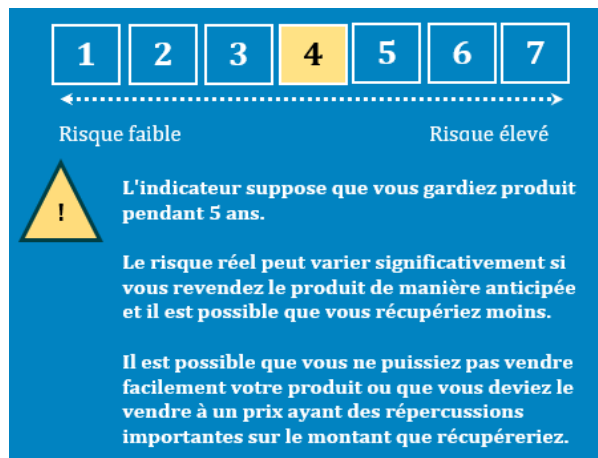 1 2 3 4 5 6 7
Risque faible Risque élevé
!
L'indicateur suppose que vous gardiez produit
pendant 5 ans.
Le risque réel peut varier significativement si
vous revendez le produit de manière anticipée
et il est possible que vous récupériez moins.
Il est possible que vous ne puissiez pas vendre
facilement votre produit ou que vous deviez le
vendre à un prix ayant des répercussions
importantes sur le montant que récupéreriez.